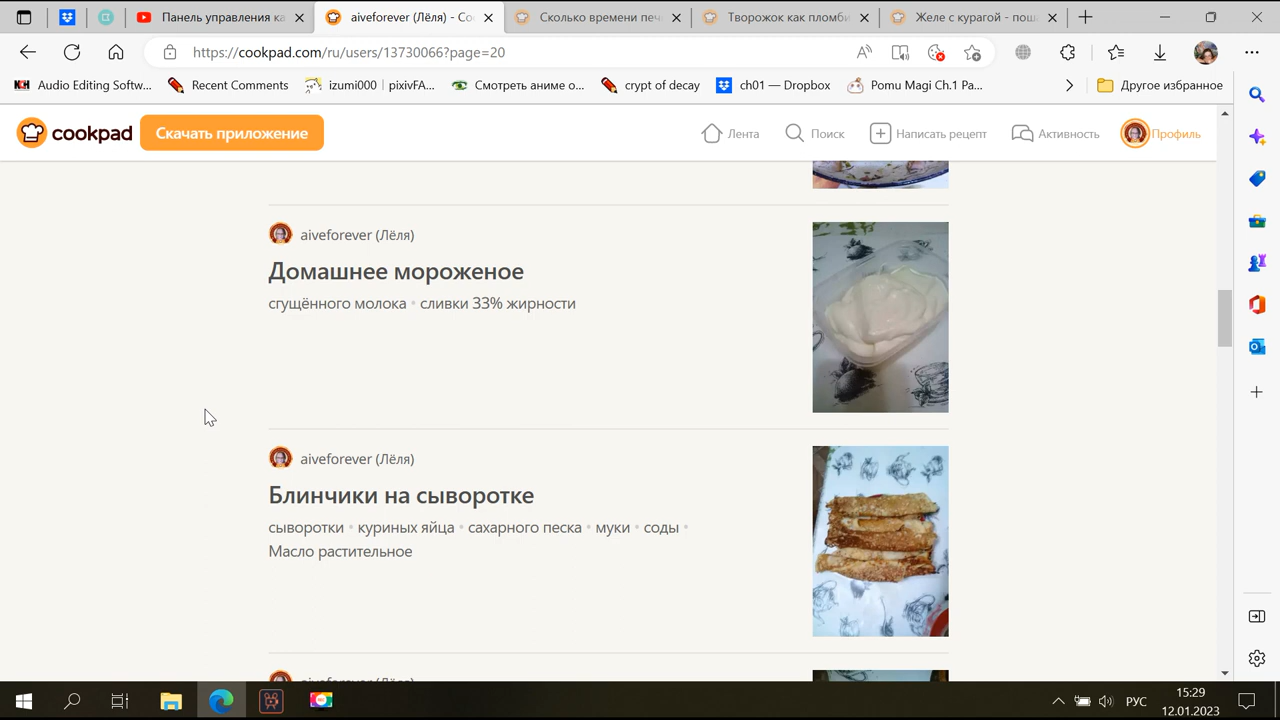 Панель управления ка
aiveforever (Лёля) - Co
Сколько времени печ
Творожок как пломби
Желе с курагой - пош
https://cookpad.com/ru/users/13730066?page=20
Audio Editing Softw...
Recent Comments
izumi000 | pixivFA...
Смотреть аниме о...
crypt of decay
ch01 — Dropbox
Pomu Magi Ch.1 Pa...
Другое избранное
cookpad
Скачать приложение
Лента
Поиск
Написать рецепт
Активность
Профиль
aiveforever (Лёля)
Домашнее мороженое
сгущённого молока • сливки 33% жирности
aiveforever (Лёля)
Блинчики на сыворотке
сыворотки • куриных яйца • сахарного песка • муки • соды •
Масло растительное
РУС
15:29
12.01.2023